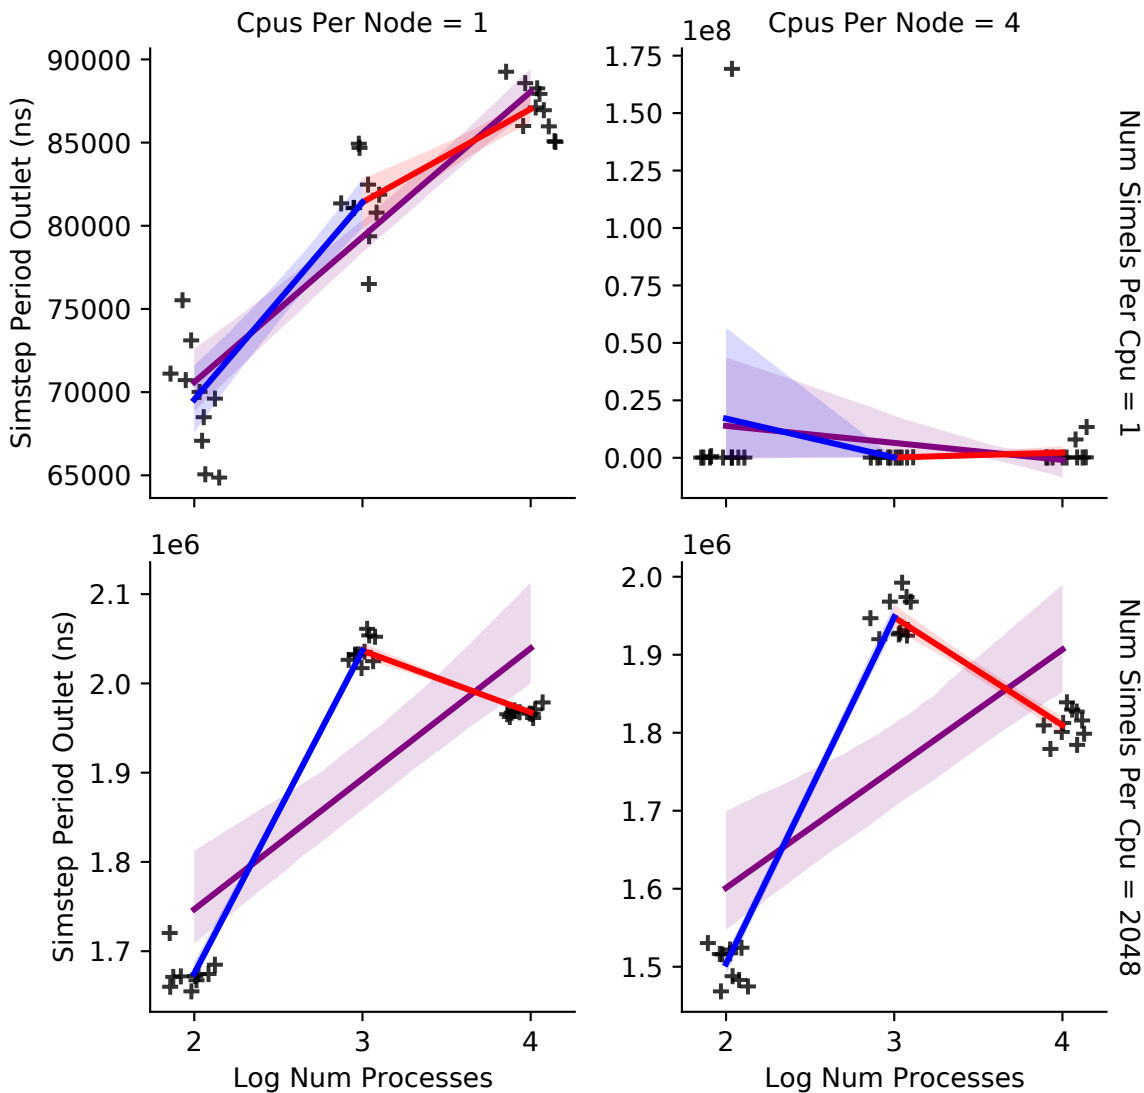 Cpus Per Node = 1
Cpus Per Node = 4
Simstep Period Outlet (ns)
90000
85000
80000
75000
70000
65000
1e8
1.75
1.50
1.25
1.00
0.75
0.50
0.25
0.00
Num Simels Per Cpu = 1
Simstep Period Outlet (ns)
1e6
2.1
2.0
1.9
1.8
1.7
2
3
4
Log Num Processes
1e6
2.0
1.9
1.8
1.7
1.6
1.5
2
3
4
Log Num Processes
Num Simels Per Cpu = 2048